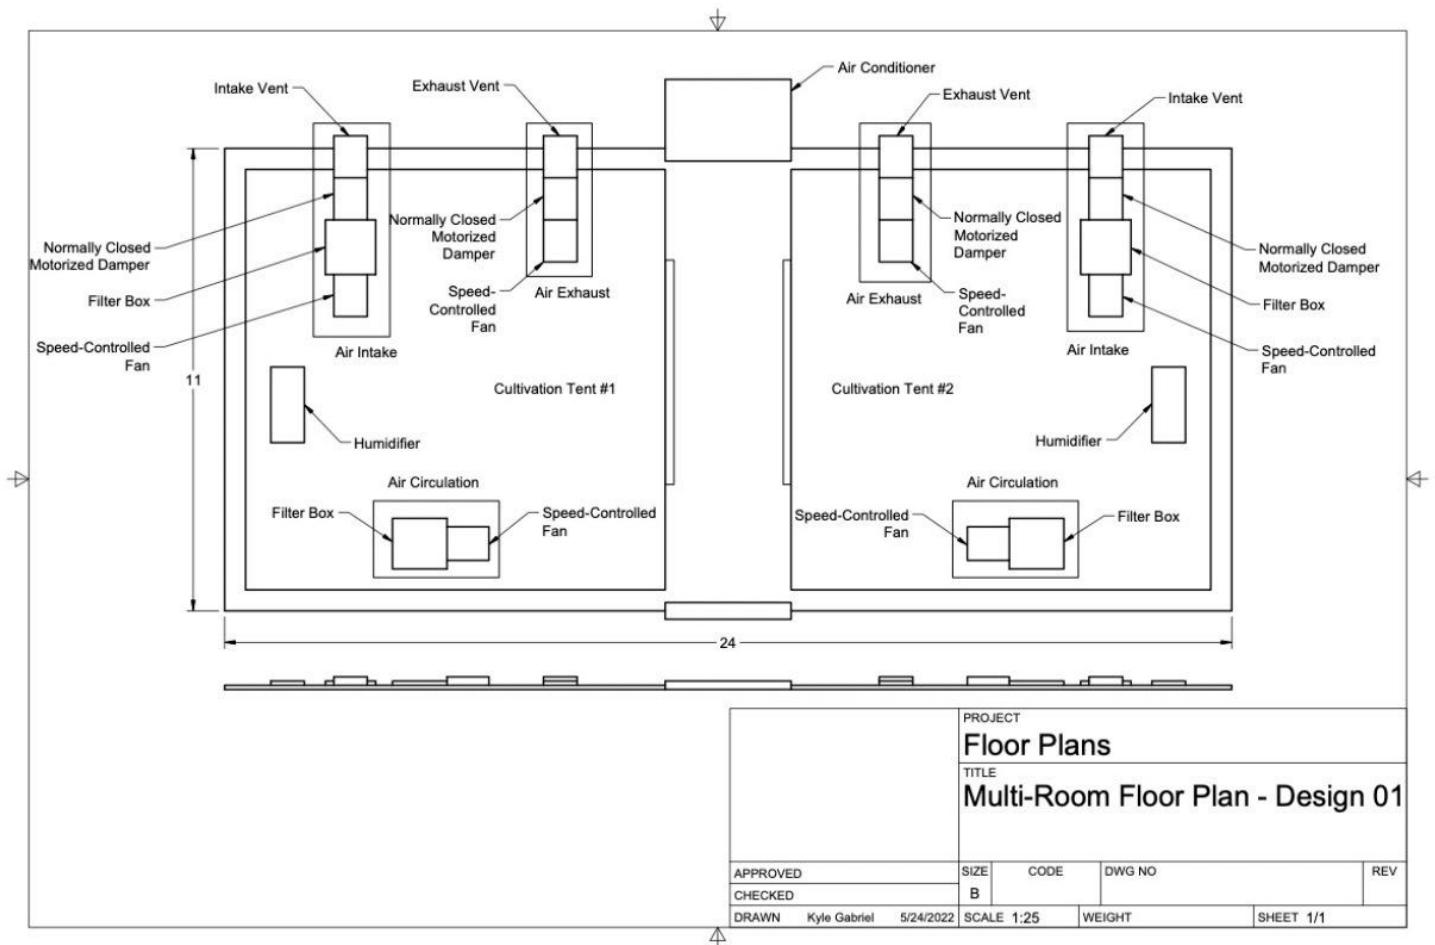 Air Conditioner
Intake Vent
Exhaust Vent
Exhaust Vent
Intake Vent
Normally Closed
Motorized Damper
Normally Closed
Motorized
Damper
Normally Closed
Motorized
Damper
Normally Closed
Motorized Damper
Filter Box
Speed-
Controlled
Fan
Air Exhaust
Air Exhaust
Speed-
Controlled
Fan
Filter Box
Speed-Controlled
Fan
Air Intake
Air Intake
Speed-Controlled
Fan
11
Cultivation Tent #1
Cultivation Tent #2
Humidifier
Humidifier
Air Circulation
Air Circulation
Filter Box
Speed-Controlled
Fan
Speed-Controlled
Fan
Filter Box
24
PROJECT
Floor Plans
TITLE
Multi-Room Floor Plan - Design 01
APPROVED
CHECKED
DRAWN Kyle Gabriel 5/24/2022
SIZE CODE DWG NO REV
B
SCALE 1:25 WEIGHT SHEET 1/1